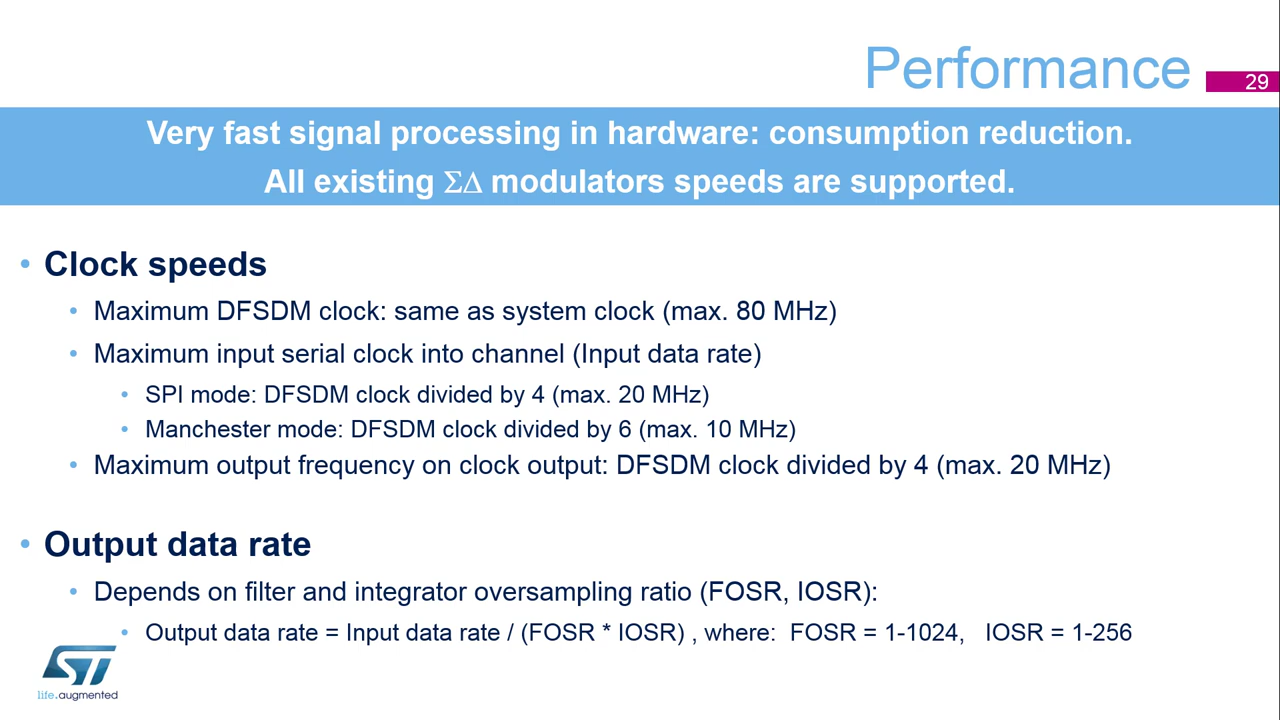 Performance
29
Very fast signal processing in hardware: consumption reduction.
All existing ΣΔ modulators speeds are supported.
• Clock speeds
• Maximum DFSDM clock: same as system clock (max. 80 MHz)
• Maximum input serial clock into channel (Input data rate)
• SPI mode: DFSDM clock divided by 4 (max. 20 MHz)
• Manchester mode: DFSDM clock divided by 6 (max. 10 MHz)
• Maximum output frequency on clock output: DFSDM clock divided by 4 (max. 20 MHz)
• Output data rate
• Depends on filter and integrator oversampling ratio (FOSR, IOSR):
• Output data rate = Input data rate / (FOSR * IOSR) , where: FOSR = 1-1024, IOSR = 1-256
ST
life.augmented